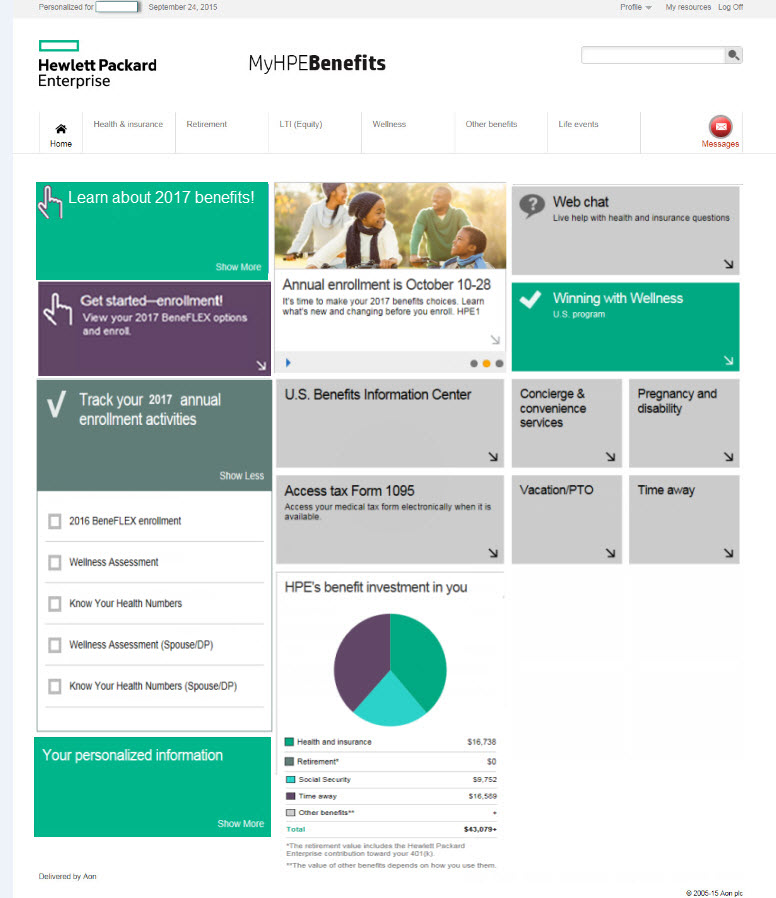 Personalized for
September 24, 2015
Profile
My resources
Log Off
Hewlett Packard
Enterprise
MyHPEBenefits
Home
Health & insurance
Retirement
LTI (Equity)
Wellness
Other benefits
Life events
Messages
Learn about 2017 benefits!
Show More
Get started—enrollment!
View your 2017 BeneFLEX options
and enroll.
Track your 2017 annual
enrollment activities
Show Less
2016 BeneFLEX enrollment
Wellness Assessment
Know Your Health Numbers
Wellness Assessment (Spouse/DP)
Know Your Health Numbers (Spouse/DP)
Your personalized information
Show More
Annual enrollment is October 10-28
It's time to make your 2017 benefits choices. Learn
what's new and changing before you enroll. HPE1
U.S. Benefits Information Center
Access tax Form 1095
Access your medical tax form electronically when it is
available.
HPE's benefit investment in you
Health and insurance $16,738
Retirement* $0
Social Security $9,752
Time away $16,589
Other benefits** +
Total $43,079+
*The retirement value includes the Hewlett Packard
Enterprise contribution toward your 401(k).
**The value of other benefits depends on how you use them.
Web chat
Live help with health and insurance questions
Winning with Wellness
U.S. program
Concierge &
convenience
services
Pregnancy and
disability
Vacation/PTO
Time away
Delivered by Aon
© 2005-15 Aon plc